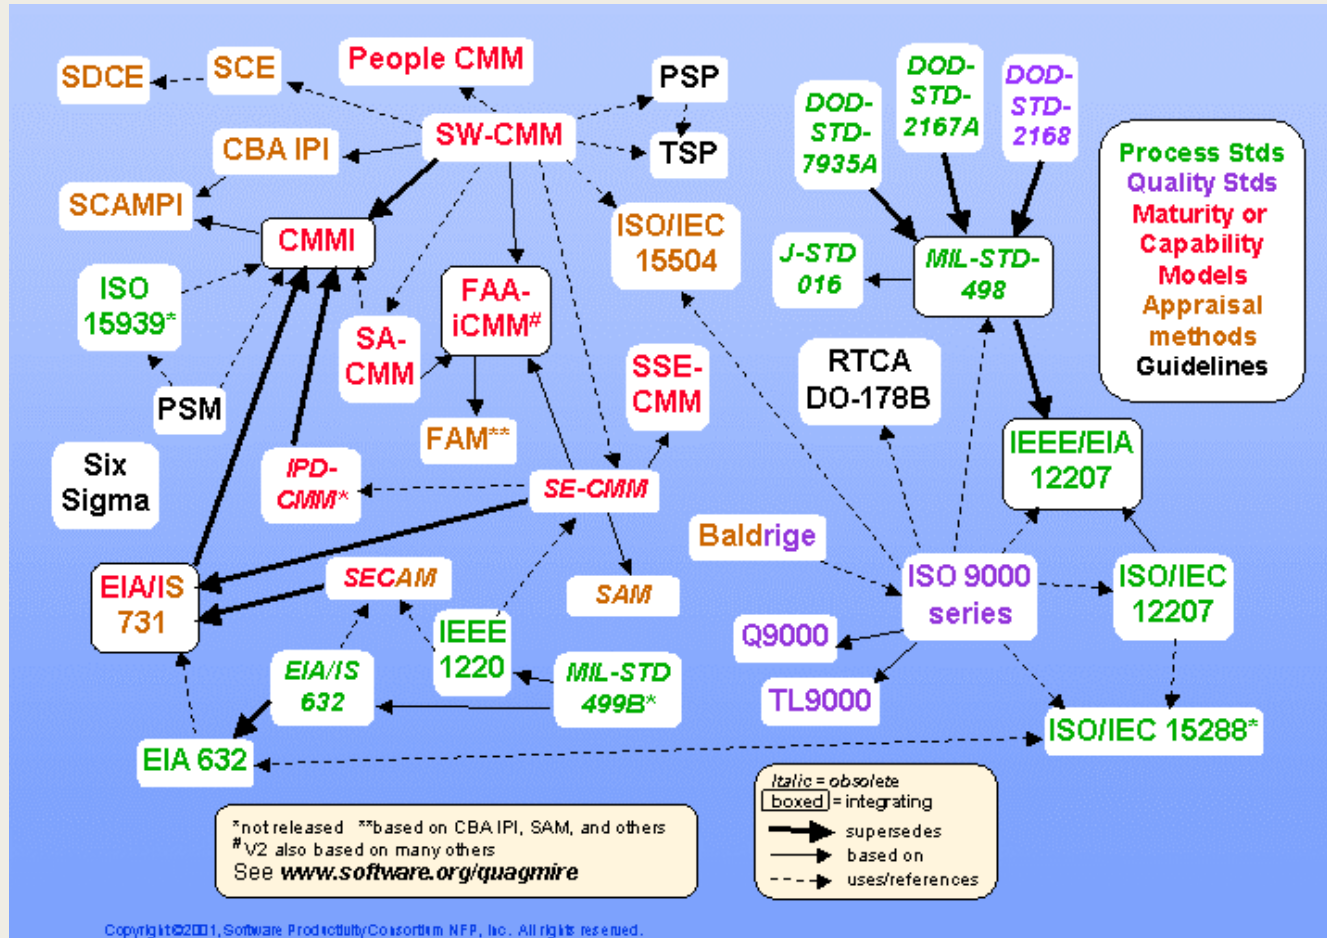 People CMM
SDCE
SCE
PSP
DOD-
STD-
7935A
DOD-
STD-
2167A
DOD-
STD-
2168
SW-CMM
TSP
CBA IPI
Process Stds
Quality Stds
Maturity or
Capability
Models
Appraisal
methods
Guidelines
SCAMPI
CMMI
ISO/IEC
15504
J-STD
016
MIL-STD-
498
ISO
15939*
FAA-
iCMM#
SA-
CMM
SSE-
CMM
RTCA
DO-178B
PSM
FAM**
IEEE/EIA
12207
Six
Sigma
IPD-
CMM*
SE-CMM
Baldrige
EIA/IS
731
SECAM
SAM
ISO 9000
series
ISO/IEC
12207
IEEE
1220
Q9000
EIA/IS
632
MIL-STD
499B*
TL9000
EIA 632
ISO/IEC 15288*
*not released **based on CBA IPI, SAM, and others
#V2 also based on many others
See www.software.org/quagmire
Italic = obsolete
boxed = integrating
supersedes
based on
uses/references
Copyright©2001, Software Productivity Consortium NFP, Inc. All rights reserved.